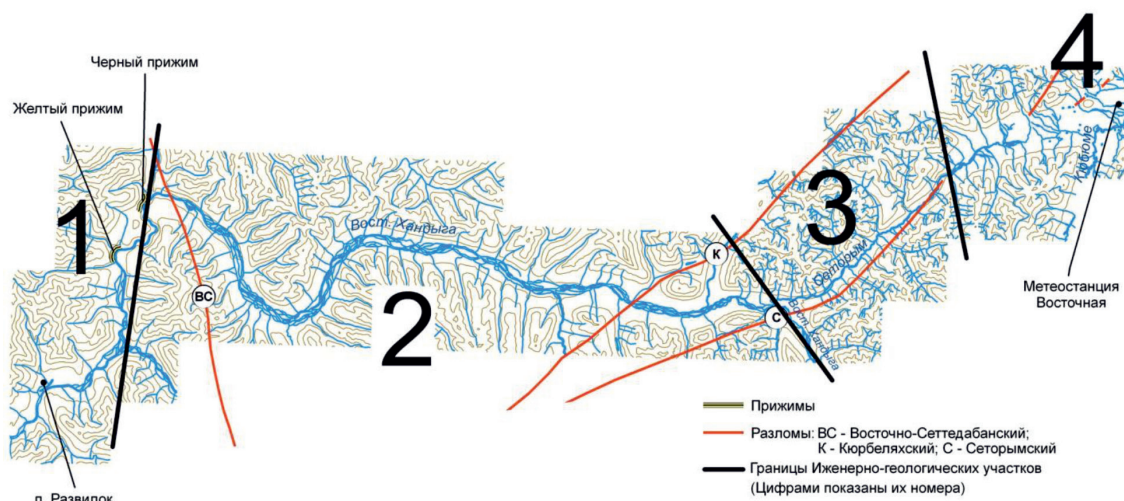 Черный прижим
Желтый прижим
1
2
3
4
ВС
К
С
Вост. Хандыга
Вост. Хандыга
Сеторым
Кюбюме
Метеостанция
Восточная
п. Развилок
Прижимы
Разломы: ВС - Восточно-Сеттедабанский;
К - Кюрбеляхский; С - Сеторымский
Границы Иженерно-геологических участков
(Цифрами показаны их номера)